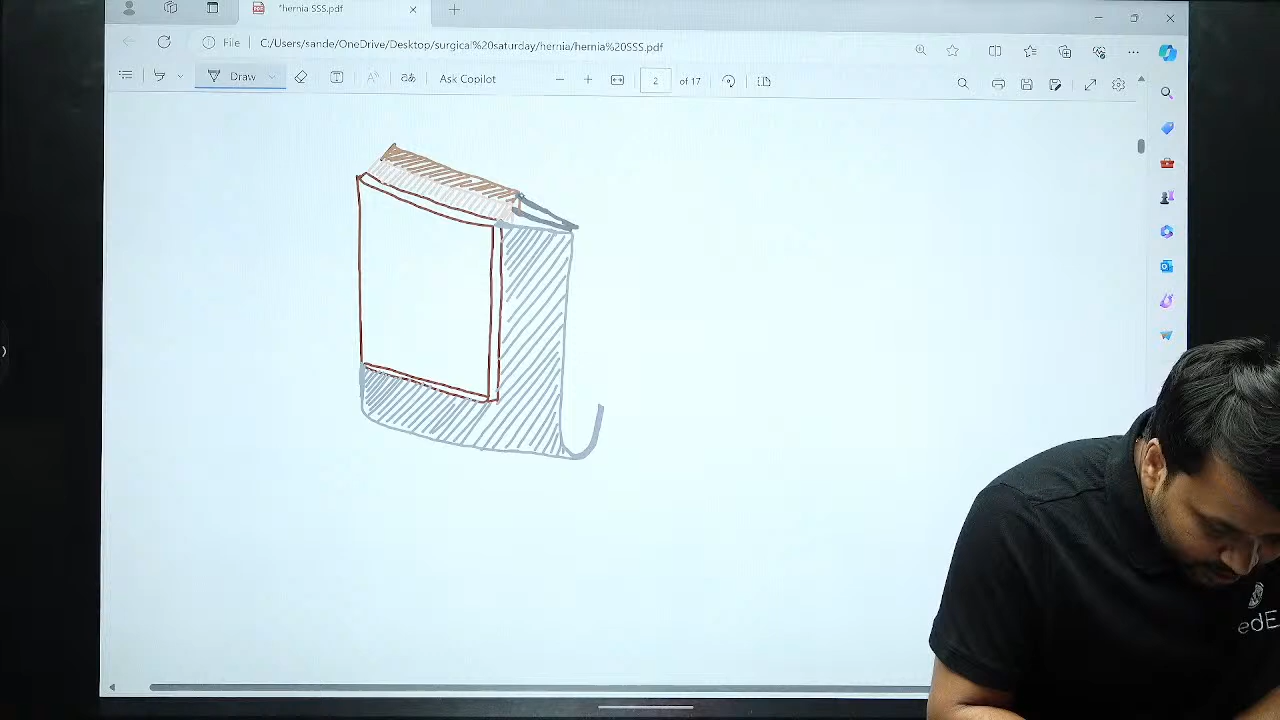 *hernia SSS.pdf
File
C:/Users/sande/OneDrive/Desktop/surgical%20saturday/hernia/hernia%20SSS.pdf
Draw
Ask Copilot
2 of 17
edE